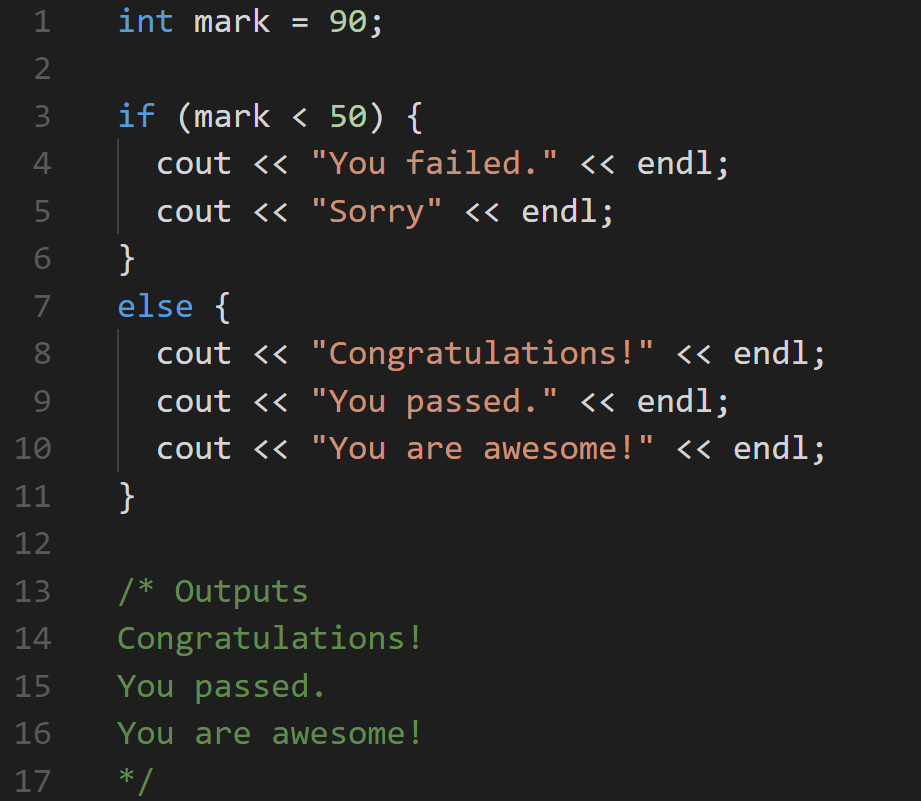 1 int mark = 90;
2
3 if (mark < 50) {
4 cout << "You failed." << endl;
5 cout << "Sorry" << endl;
6 }
7 else {
8 cout << "Congratulations!" << endl;
9 cout << "You passed." << endl;
10 cout << "You are awesome!" << endl;
11 }
12
13 /* Outputs
14 Congratulations!
15 You passed.
16 You are awesome!
17 */